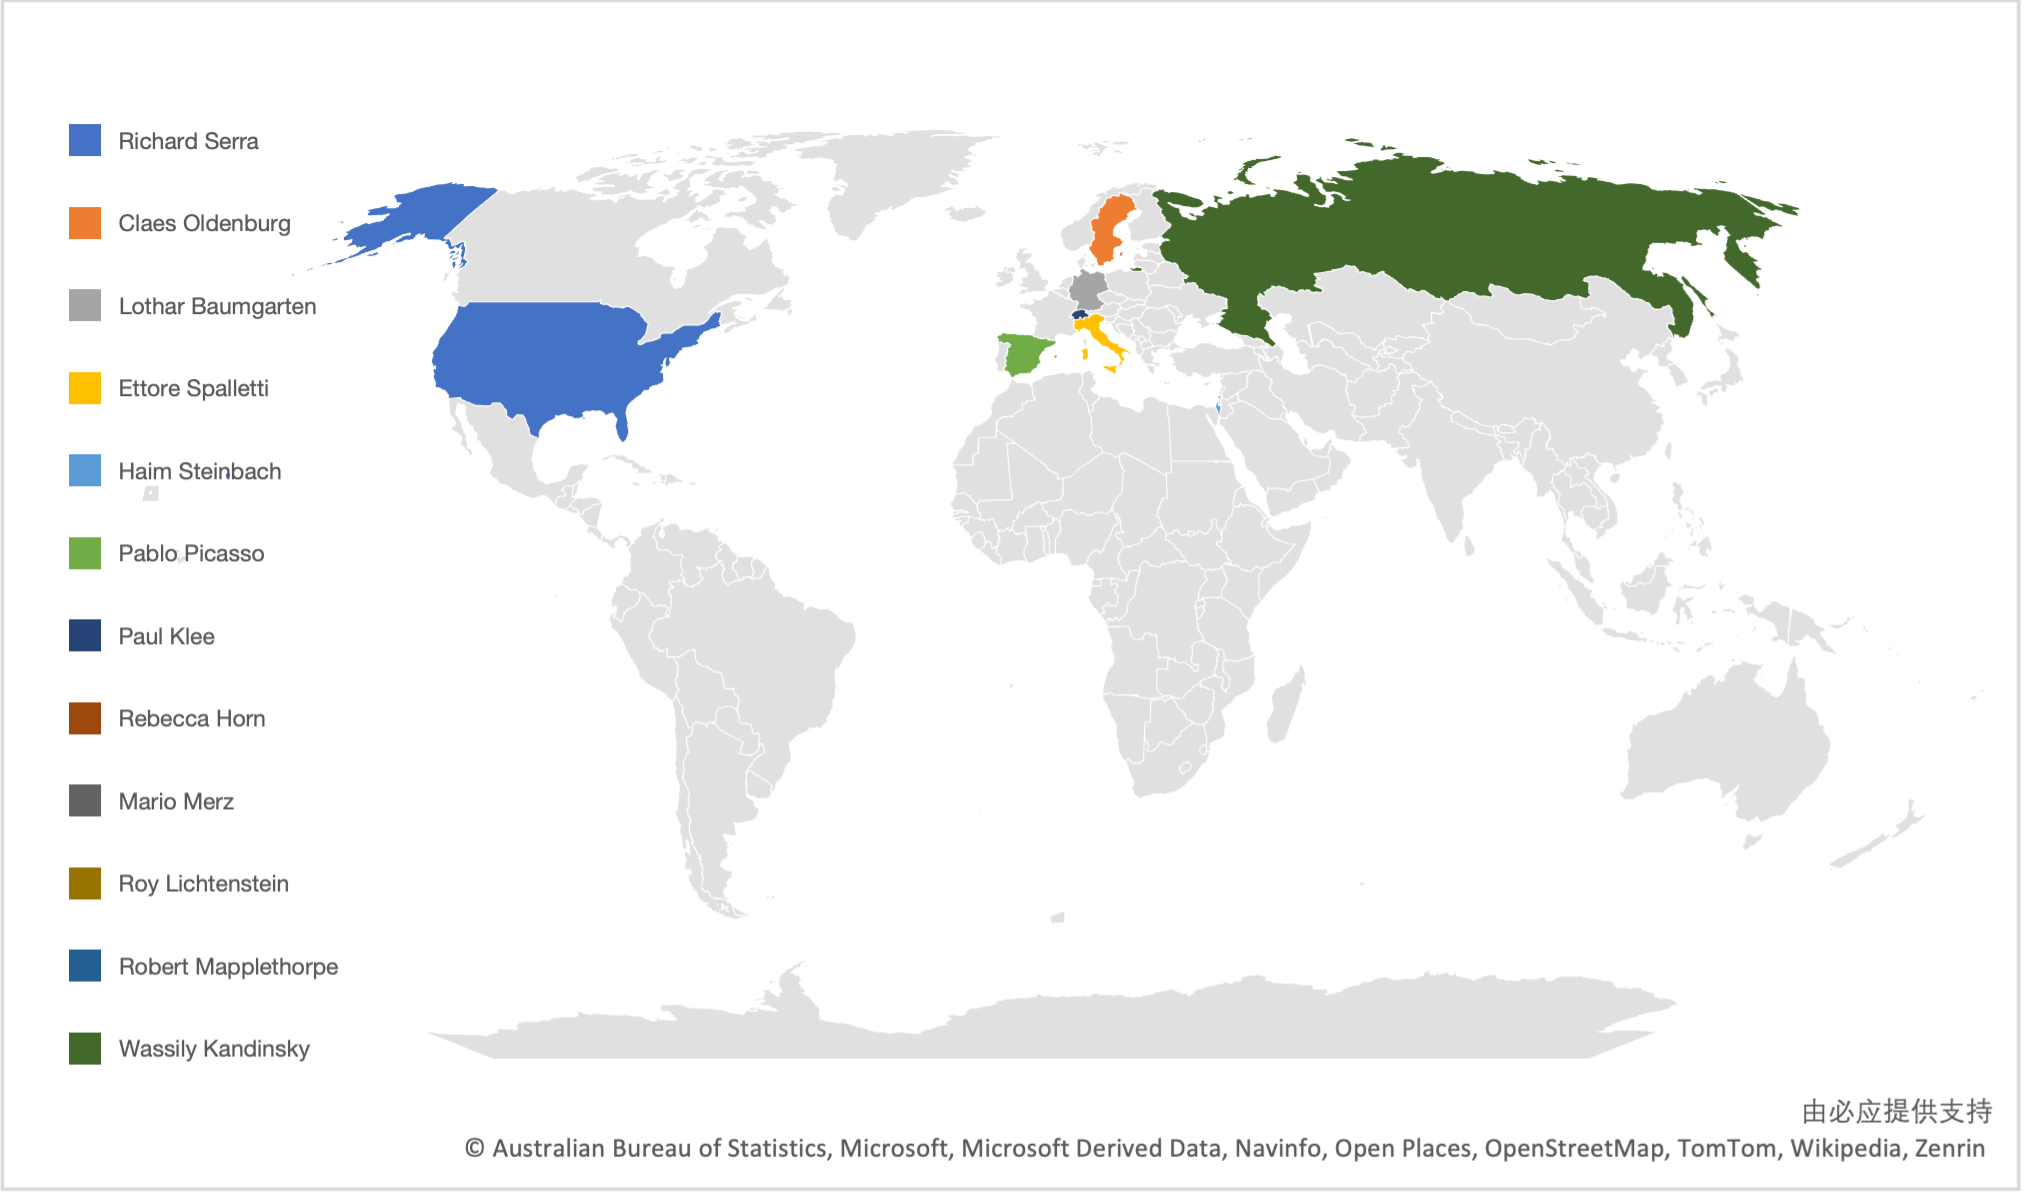 Richard Serra
Claes Oldenburg
Lothar Baumgarten
Ettore Spalletti
Haim Steinbach
Pablo Picasso
Paul Klee
Rebecca Horn
Mario Merz
Roy Lichtenstein
Robert Mapplethorpe
Wassily Kandinsky
由必应提供支持
© Australian Bureau of Statistics, Microsoft, Microsoft Derived Data, Navinfo, Open Places, OpenStreetMap, TomTom, Wikipedia, Zenrin